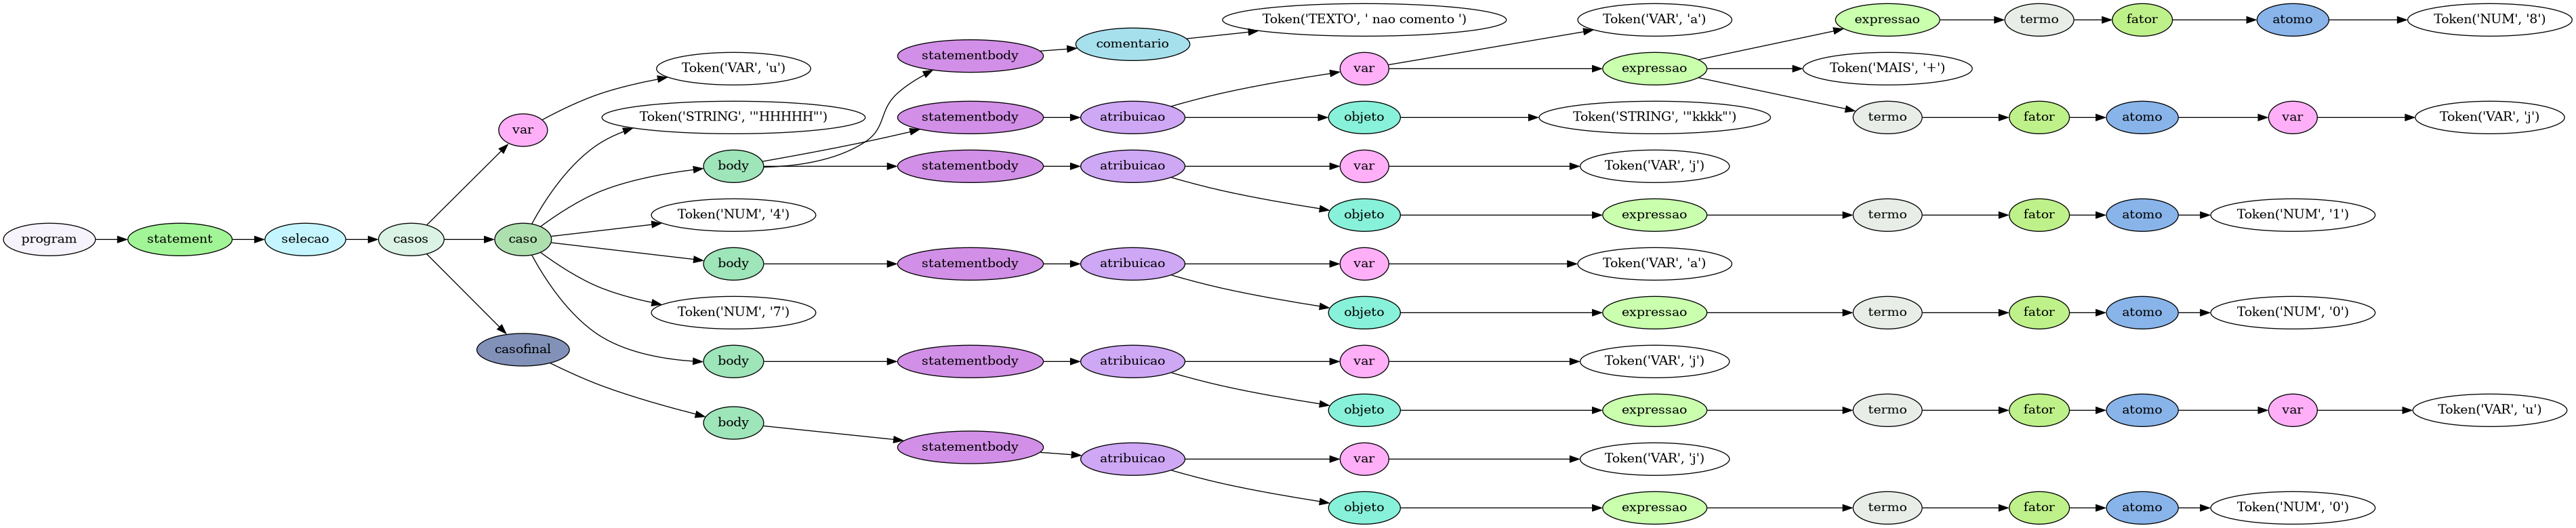 program
statement
selecao
casos
var
Token('VAR', 'u')
caso
Token('STRING', '"HHHHH"')
body
statementbody
comentario
Token('TEXTO', ' nao comento ')
statementbody
atribuicao
var
Token('VAR', 'a')
expressao
expressao
termo
fator
atomo
Token('NUM', '8')
Token('MAIS', '+')
termo
fator
atomo
var
Token('VAR', 'j')
objeto
Token('STRING', '"kkkk"')
statementbody
atribuicao
var
Token('VAR', 'j')
objeto
expressao
termo
fator
atomo
Token('NUM', '1')
Token('NUM', '4')
body
statementbody
atribuicao
var
Token('VAR', 'a')
objeto
expressao
termo
fator
atomo
Token('NUM', '0')
Token('NUM', '7')
body
statementbody
atribuicao
var
Token('VAR', 'j')
objeto
expressao
termo
fator
atomo
var
Token('VAR', 'u')
casofinal
body
statementbody
atribuicao
var
Token('VAR', 'j')
objeto
expressao
termo
fator
atomo
Token('NUM', '0')